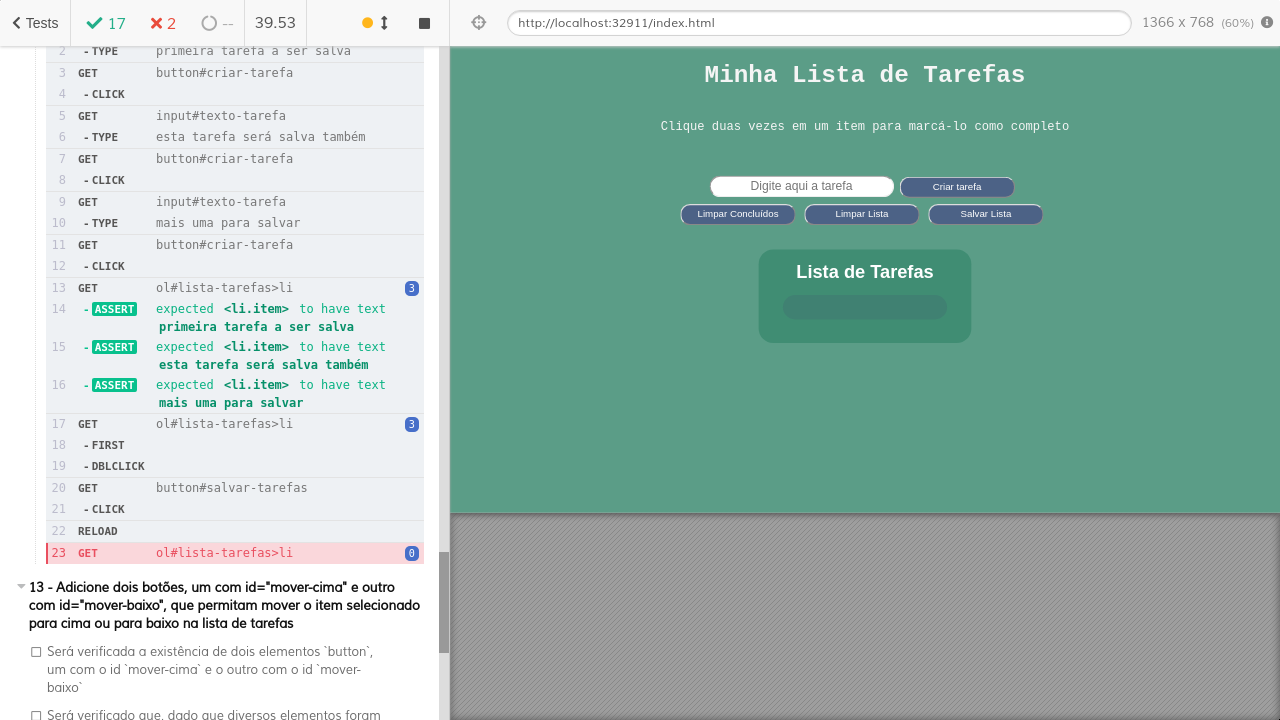 Tests 17 2 -- 39.53 http://localhost:32911/index.html 1366 x 768 (60%)
2 - TYPE primeira tarefa a ser salva
3 GET button#criar-tarefa
4 - CLICK
5 GET input#texto-tarefa
6 - TYPE esta tarefa será salva também
7 GET button#criar-tarefa
8 - CLICK
9 GET input#texto-tarefa
10 - TYPE mais uma para salvar
11 GET button#criar-tarefa
12 - CLICK
13 GET ol#lista-tarefas>li 3
14 - ASSERT expected <li.item> to have text
primeira tarefa a ser salva
15 - ASSERT expected <li.item> to have text
esta tarefa será salva também
16 - ASSERT expected <li.item> to have text
mais uma para salvar
17 GET ol#lista-tarefas>li 3
18 - FIRST
19 - DBLCLICK
20 GET button#salvar-tarefas
21 - CLICK
22 RELOAD
23 GET ol#lista-tarefas>li 0
13 - Adicione dois botões, um com id="mover-cima" e outro
com id="mover-baixo", que permitam mover o item selecionado
para cima ou para baixo na lista de tarefas
Será verificada a existência de dois elementos `button`,
um com o id `mover-cima` e o outro com o id `mover-
baixo`
Será verificado que, dado que diversos elementos foram
Minha Lista de Tarefas
Clique duas vezes em um item para marcá-lo como completo
Digite aqui a tarefa Criar tarefa
Limpar Concluídos Limpar Lista Salvar Lista
Lista de Tarefas